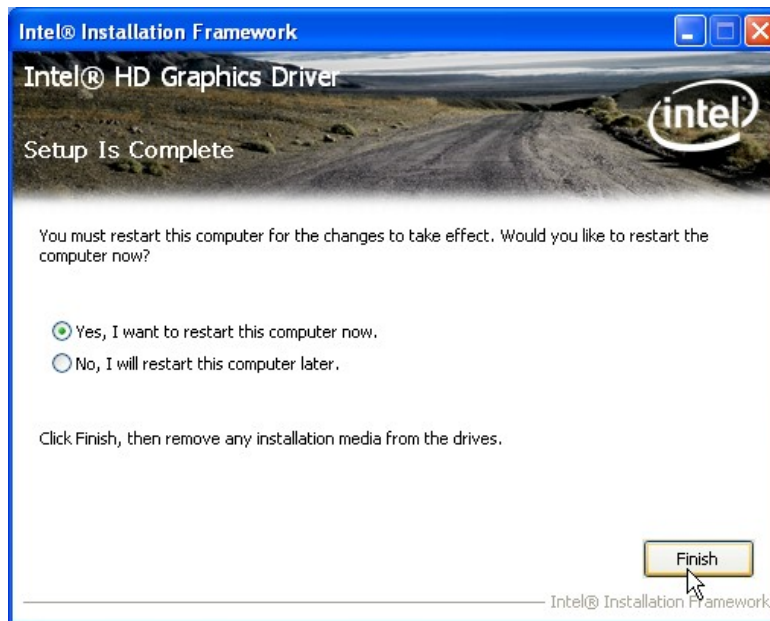 Intel® Installation Framework
Intel® HD Graphics Driver
intel
Setup Is Complete
You must restart this computer for the changes to take effect. Would you like to restart the
computer now?
Yes, I want to restart this computer now.
No, I will restart this computer later.
Click Finish, then remove any installation media from the drives.
Finish
Intel® Installation Framework